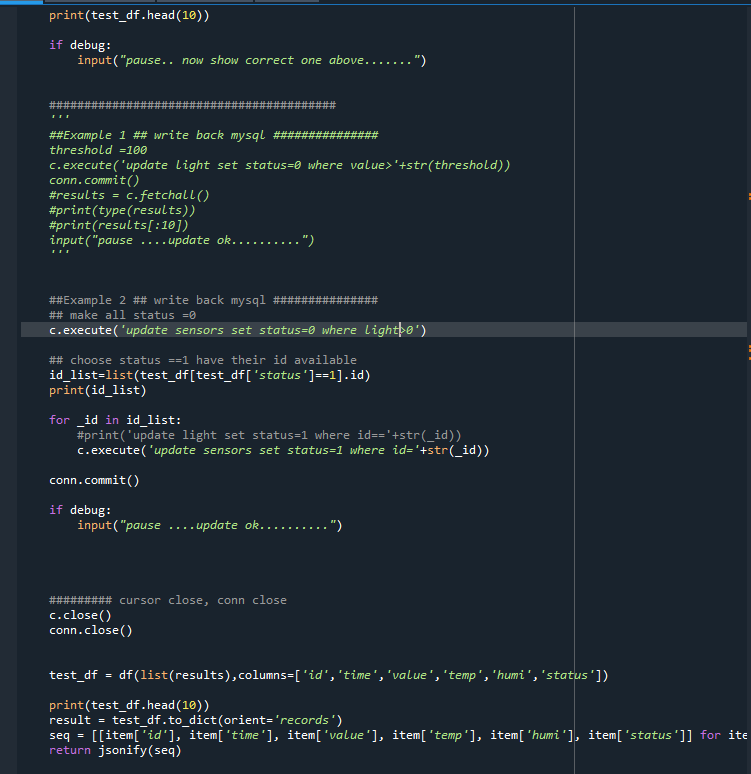 print(test_df.head(10))
if debug:
input("pause.. now show correct one above.......")
#########################################
'''
##Example 1 ## write back mysql ###############
threshold =100
c.execute('update light set status=0 where value>'+str(threshold))
conn.commit()
#results = c.fetchall()
#print(type(results))
#print(results[:10])
input("pause ....update ok..........")
'''
##Example 2 ## write back mysql ###############
## make all status =0
c.execute('update sensors set status=0 where light>0')
## choose status ==1 have their id available
id_list=list(test_df[test_df['status']==1].id)
print(id_list)
for _id in id_list:
#print('update light set status=1 where id=='+str(_id))
c.execute('update sensors set status=1 where id='+str(_id))
conn.commit()
if debug:
input("pause ....update ok..........")
######### cursor close, conn close
c.close()
conn.close()
test_df = df(list(results),columns=['id','time','value','temp','humi','status'])
print(test_df.head(10))
result = test_df.to_dict(orient='records')
seq = [[item['id'], item['time'], item['value'], item['temp'], item['humi'], item['status']] for ite
return jsonify(seq)